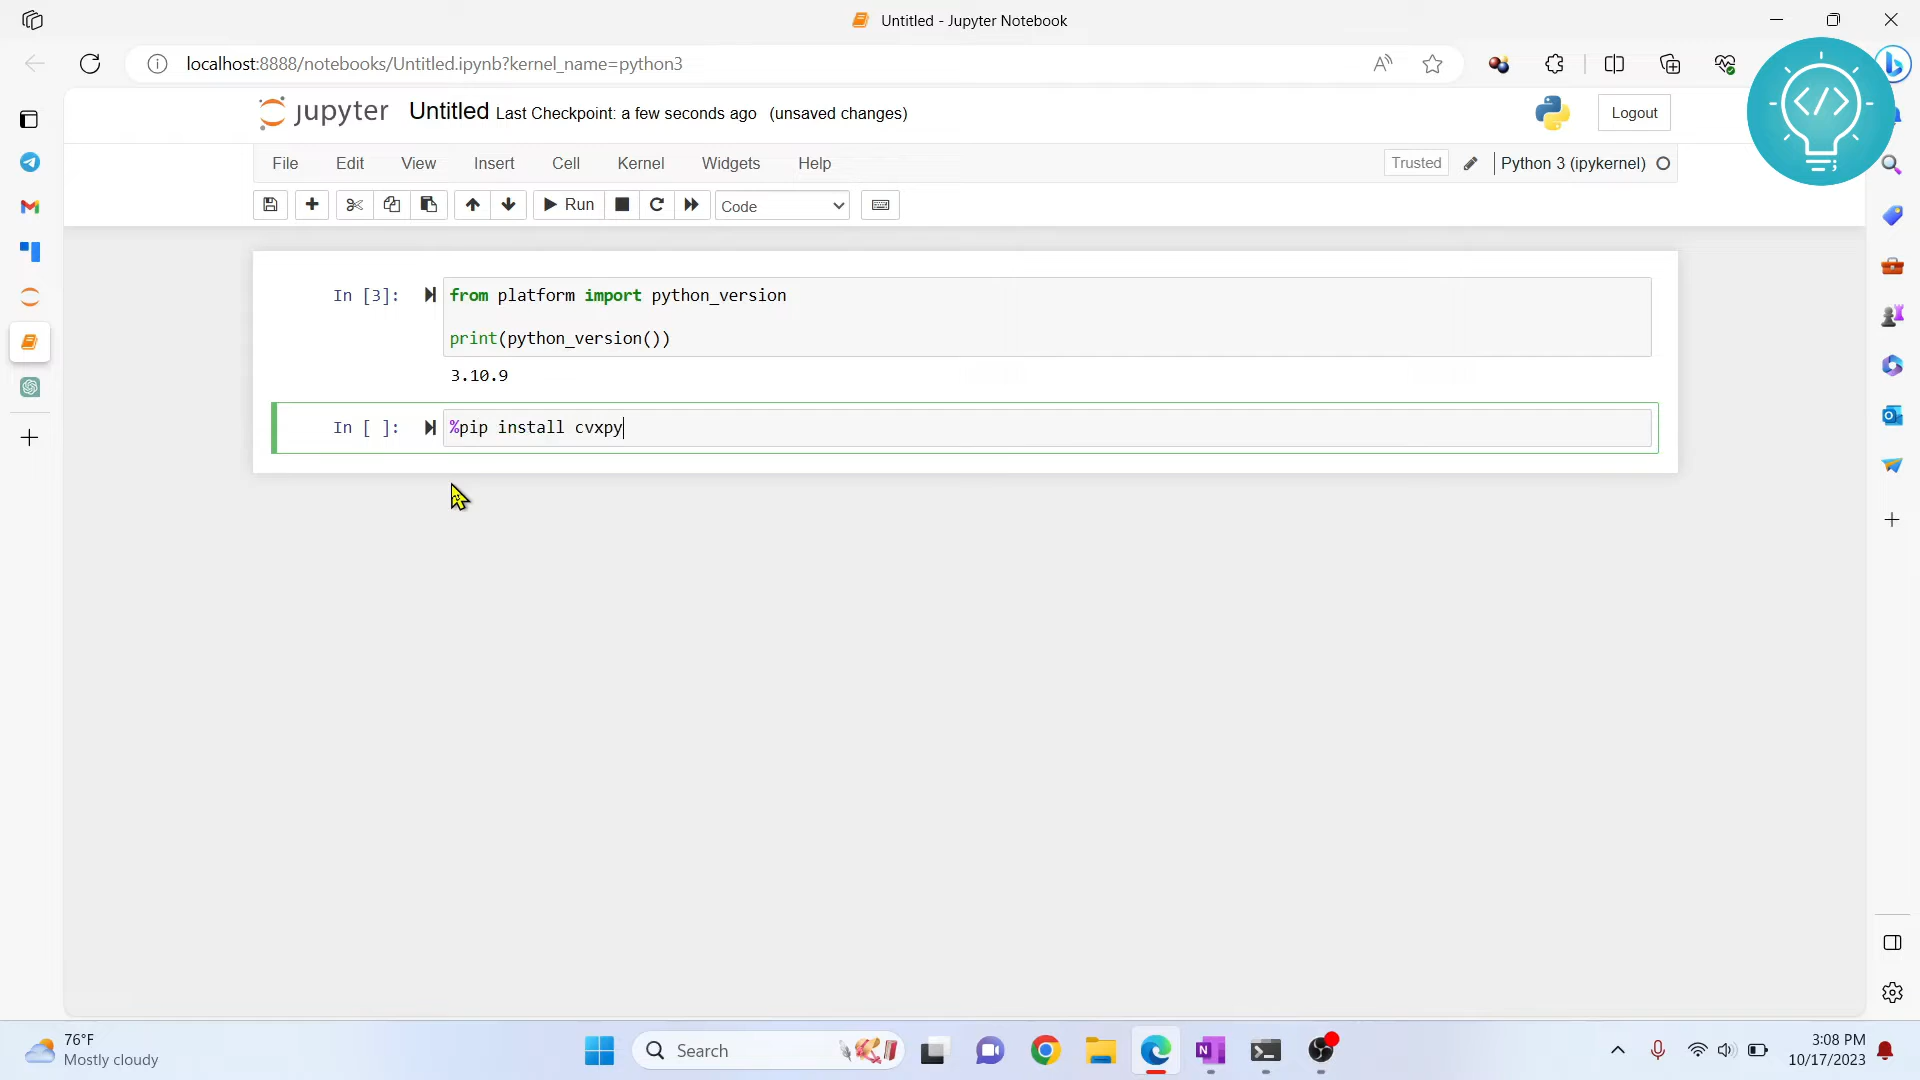 Untitled - Jupyter Notebook
localhost:8888/notebooks/Untitled.ipynb?kernel_name=python3
jupyter Untitled Last Checkpoint: a few seconds ago (unsaved changes)
Logout
File Edit View Insert Cell Kernel Widgets Help
Trusted
Python 3 (ipykernel)
Run
Code
In [3]: from platform import python_version
print(python_version())
3.10.9
In [ ]: %pip install cvxpy
76°F
Mostly cloudy
Search
3:08 PM
10/17/2023